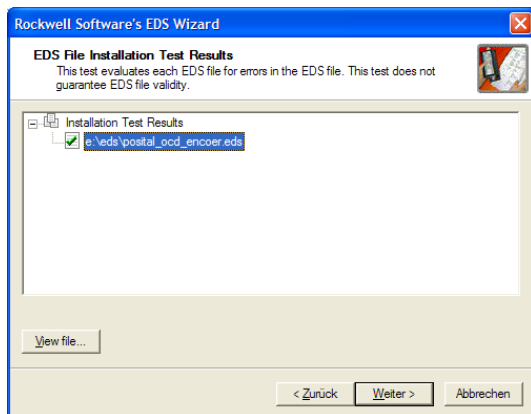 Rockwell Software's EDS Wizard
EDS File Installation Test Results
This test evaluates each EDS file for errors in the EDS file. This test does not
guarantee EDS file validity.
Installation Test Results
e:\eds\posital_ocd_encoer.eds
View file...
< Zurück
Weiter >
Abbrechen